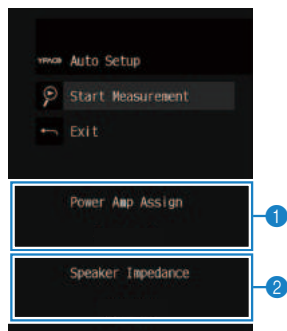 YPAO Auto Setup
Start Measurement
Exit
Power Amp Assign
1
Speaker Impedance
2